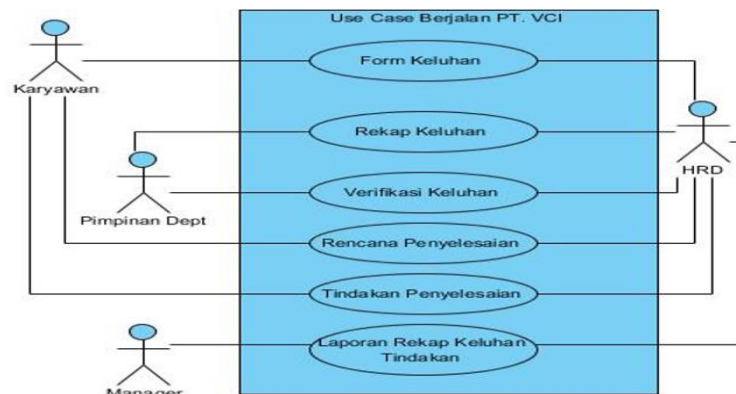 Use Case Berjalan PT. VCI
Form Keluhan
Karyawan
Rekap Keluhan
HRD
Verifikasi Keluhan
Pimpinan Dept
Rencana Penyelesaian
Tindakan Penyelesaian
Laporan Rekap Keluhan
Tindakan
Manager